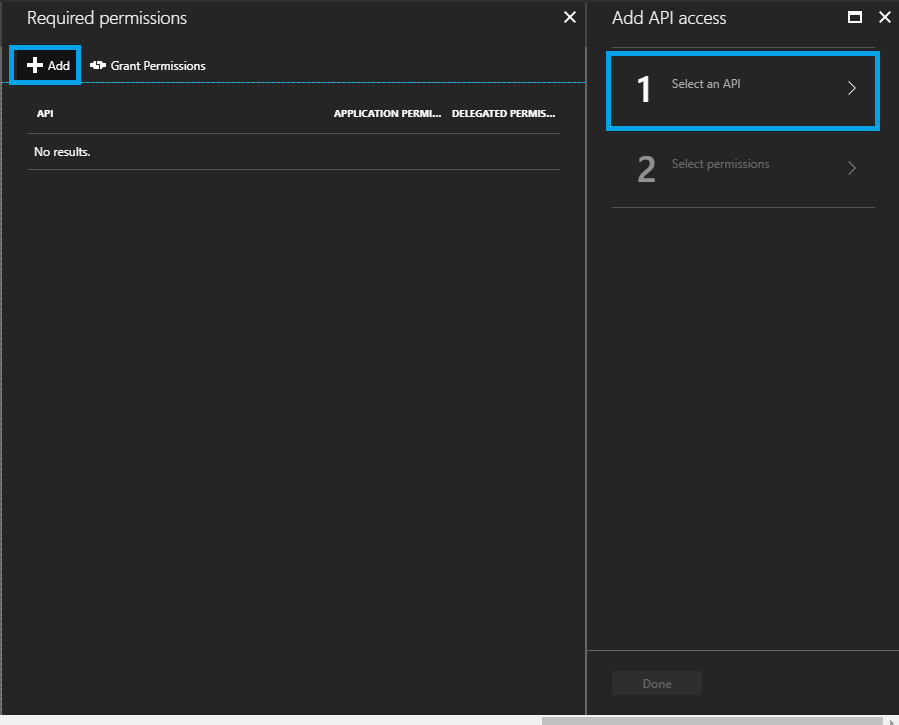 Required permissions
Add Grant Permissions
API APPLICATION PERMI... DELEGATED PERMIS...
No results.
Add API access
1 Select an API
2 Select permissions
Done